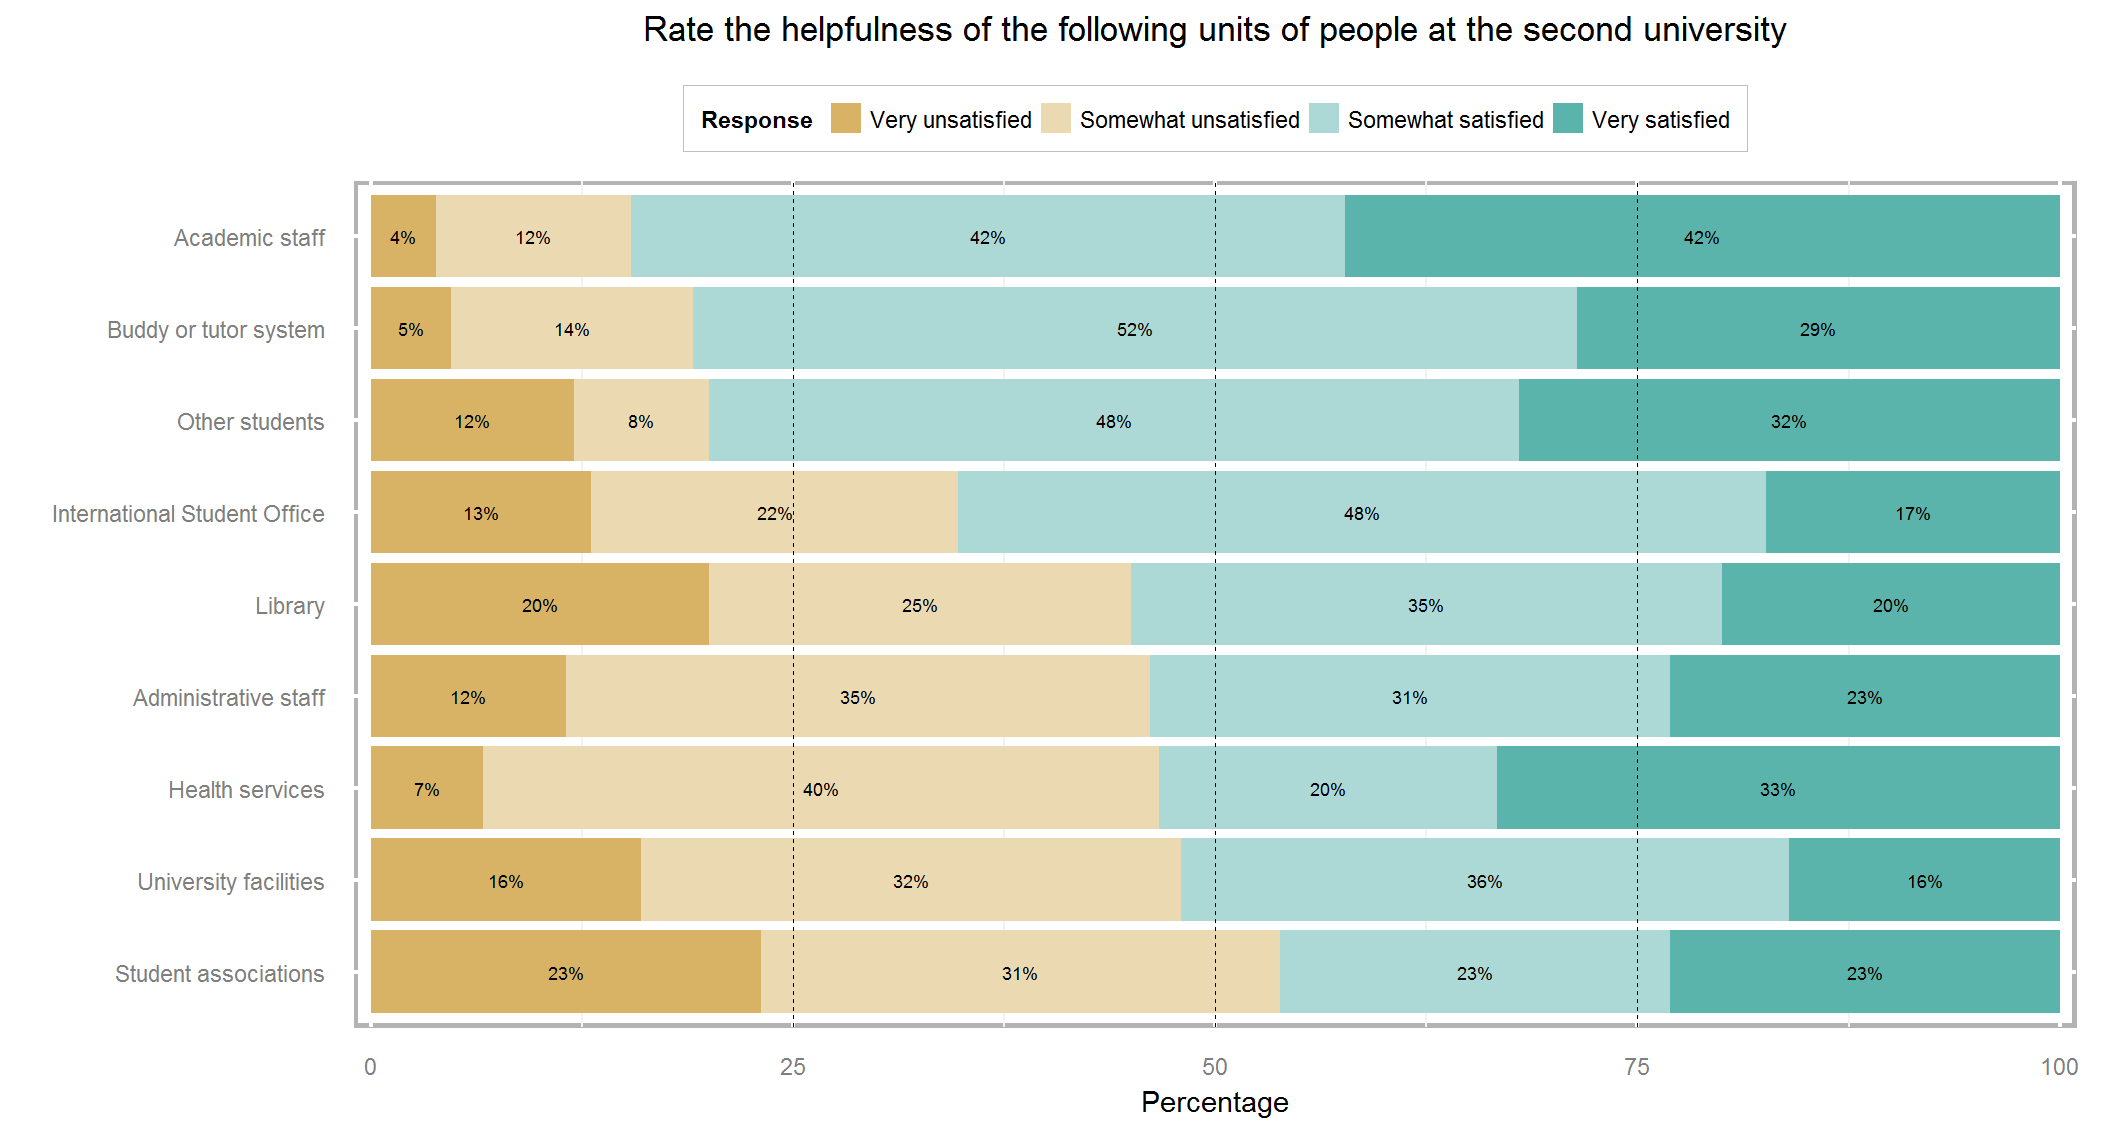 Rate the helpfulness of the following units of people at the second university
Response Very unsatisfied Somewhat unsatisfied Somewhat satisfied Very satisfied
Academic staff 4% 12% 42% 42%
Buddy or tutor system 5% 14% 52% 29%
Other students 12% 8% 48% 32%
International Student Office 13% 22% 48% 17%
Library 20% 25% 35% 20%
Administrative staff 12% 35% 31% 23%
Health services 7% 40% 20% 33%
University facilities 16% 32% 36% 16%
Student associations 23% 31% 23% 23%
0 25 50 75 100
Percentage